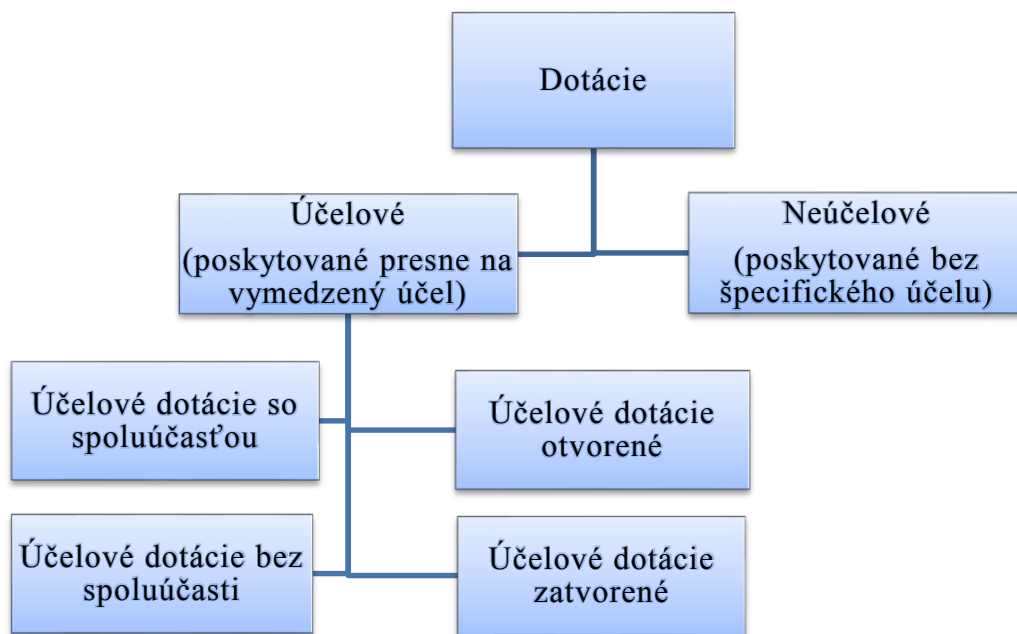 Dotácie
Účelové
(poskytované presne na
vymedzený účel)
Neúčelové
(poskytované bez
špecifického účelu)
Účelové dotácie so
spoluúčasťou
Účelové dotácie
otvorené
Účelové dotácie bez
spoluúčasti
Účelové dotácie
zatvorené